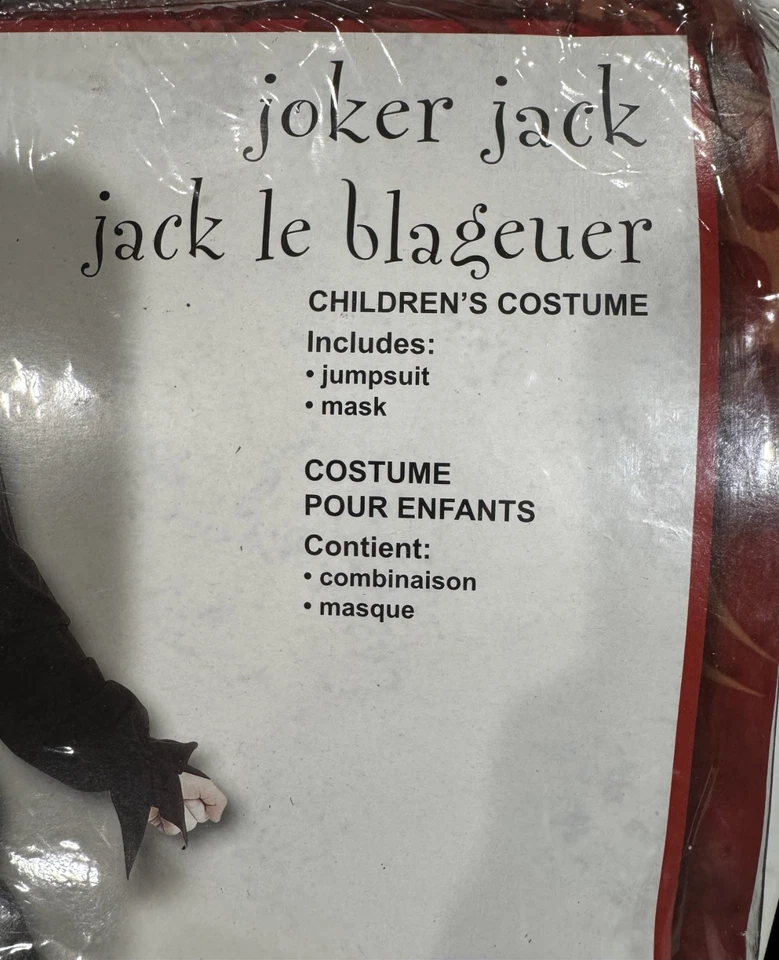 joker jack
jack le blageuer
CHILDREN'S COSTUME
Includes:
• jumpsuit
• mask
COSTUME
POUR ENFANTS
Contient:
• combinaison
• masque